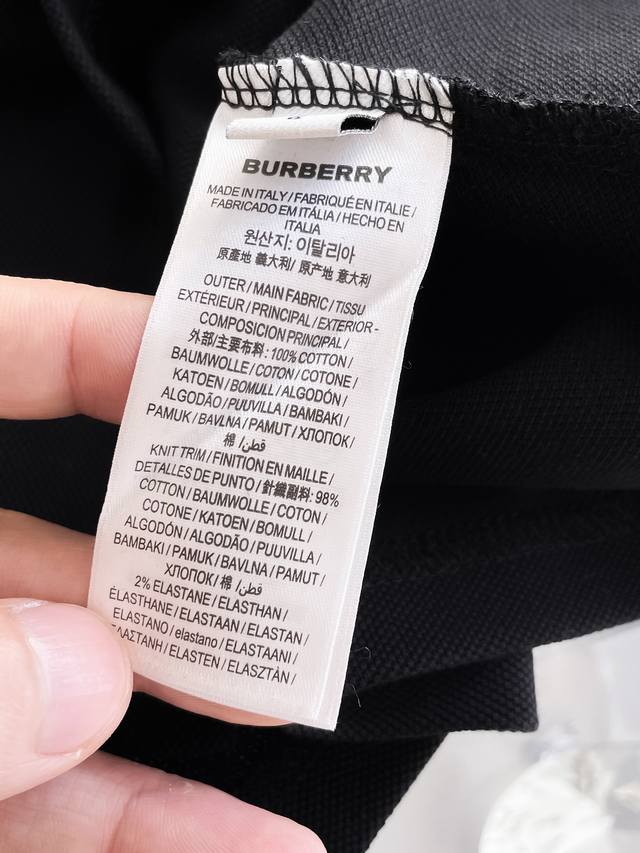 BURBERRY
MADE IN ITALY / FABRIQUÉ EN ITALIE /
FABRICADO EM ITÁLIA / HECHO EN
ITALIA
원산지: 이탈리아
原產地 義大利/ 原产地 意大利
OUTER / MAIN FABRIC / TISSU
EXTÉRIEUR / PRINCIPAL / EXTERIOR -
COMPOSICION PRINCIPAL /
外部/主要布料: 100% COTTON /
BAUMWOLLE / COTON / COTONE /
KATOEN / BOMULL / ALGODÓN /
ALGODÃO / PUUVILLA / BAMBAKI /
PAMUK / BAVLNA / PAMUT / ХЛОПОК /
棉 /قطن/
KNIT TRIM / FINITION EN MAILLE /
DETALLES DE PUNTO / 針織副料: 98%
COTTON / BAUMWOLLE / COTON /
COTONE / KATOEN / BOMULL /
ALGODÓN / ALGODÃO / PUUVILLA /
BAMBAKI / PAMUK / BAVLNA / PAMUT /
ХЛОПОК / 棉 /قطن/
2% ELASTANE / ELASTHAN /
ÉLASTHANE / ELASTAAN / ELASTAN /
ELASTANO / elastano / ELASTAANI /
ΕΛΑΣΤΑΝΗ / ELASTEN / ELASZTÁN /